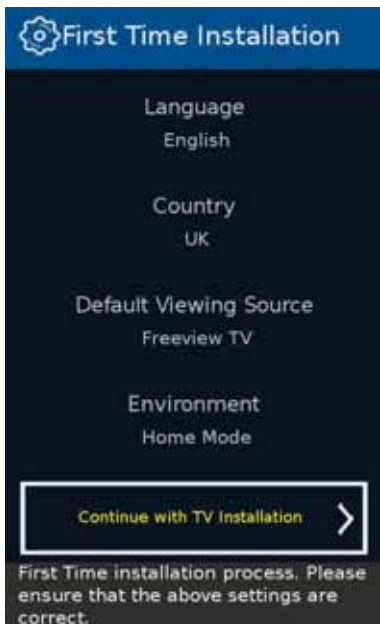 First Time Installation
Language
English
Country
UK
Default Viewing Source
Freeview TV
Environment
Home Mode
Continue with TV Installation
First Time installation process. Please
ensure that the above settings are
correct.